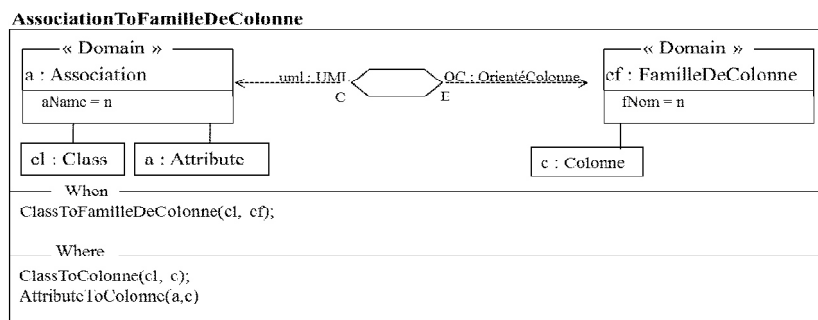 AssociationToFamilleDeColonne
« Domain »
« Domain »
a : Association
uml : UML
OC : OrientéColonne
cf : FamilleDeColonne
aName = n
C
E
fNom = n
cl : Class
a : Attribute
c : Colonne
When
ClassToFamilleDeColonne(cl, cf);
Where
ClassToColonne(cl, c);
AttributeToColonne(a,c)